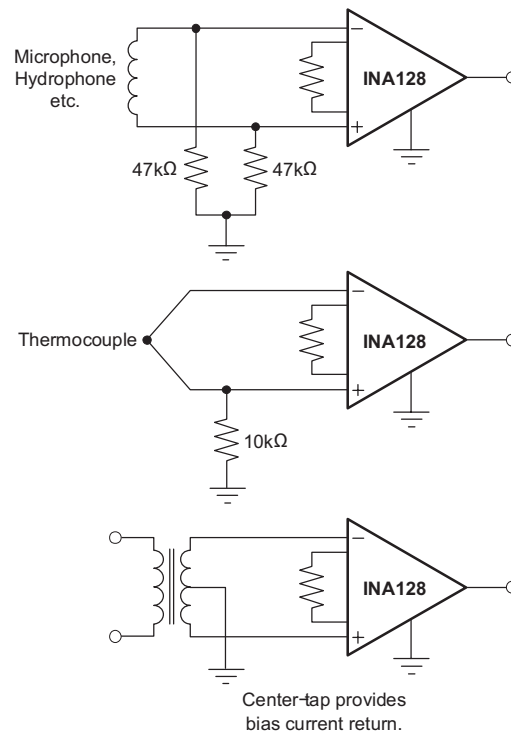 Microphone,
Hydrophone
etc.
−
INA128
+
47kΩ
47kΩ
Thermocouple
−
INA128
+
10kΩ
−
INA128
+
Center-tap provides
bias current return.